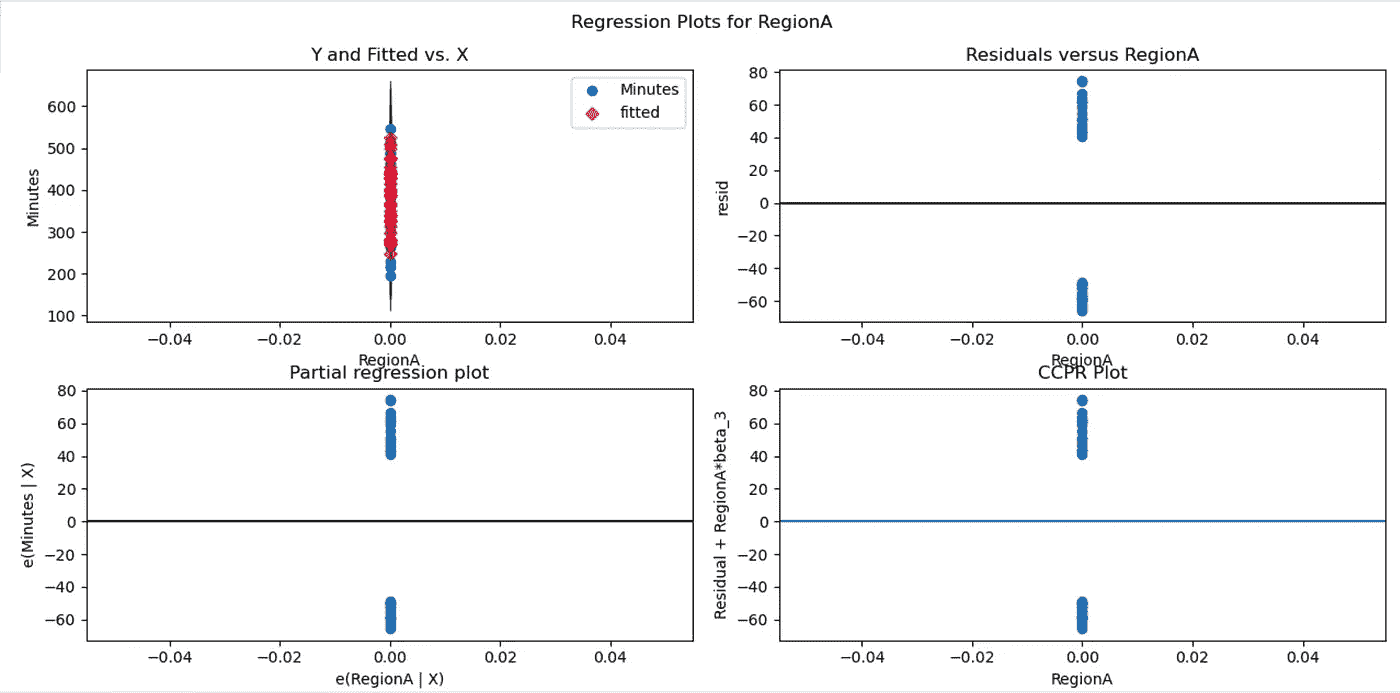 Regression Plots for RegionA
Y and Fitted vs. X
Minutes
fitted
600
500
400
300
200
100
Minutes
−0.04 −0.02 0.00 0.02 0.04
RegionA
Residuals versus RegionA
80
60
40
20
0
−20
−40
−60
resid
−0.04 −0.02 0.00 0.02 0.04
RegionA
Partial regression plot
80
60
40
20
0
−20
−40
−60
e(Minutes | X)
−0.04 −0.02 0.00 0.02 0.04
e(RegionA | X)
CCPR Plot
80
60
40
20
0
−20
−40
−60
Residual + RegionA*beta_3
−0.04 −0.02 0.00 0.02 0.04
RegionA